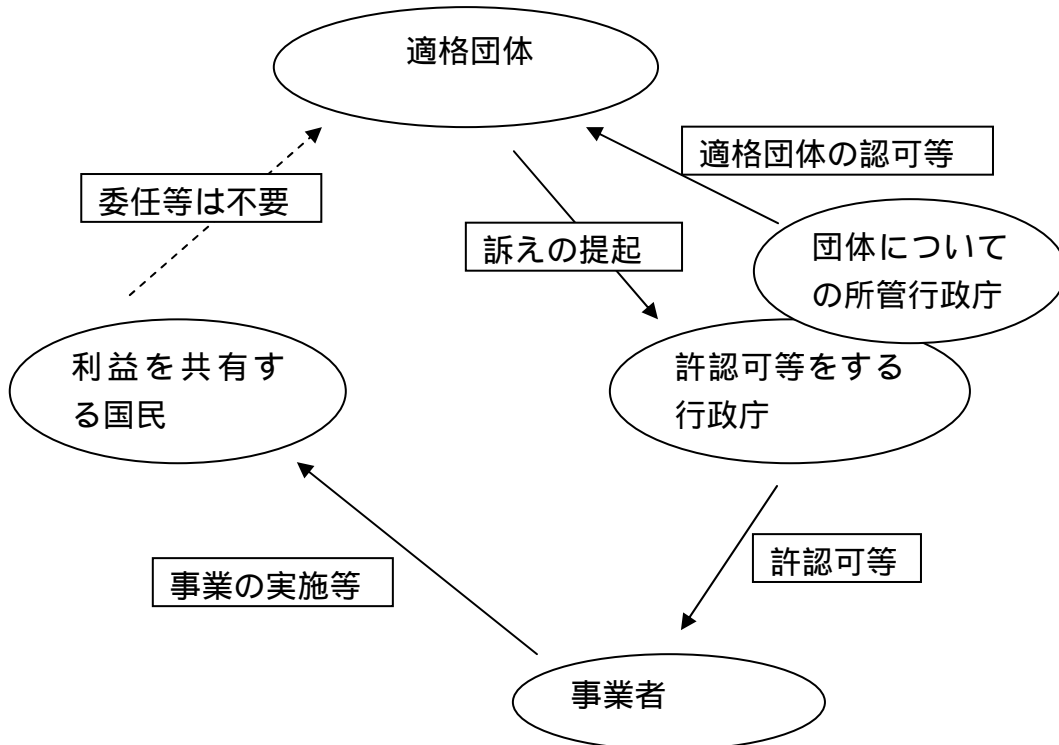 適格団体
適格団体の認可等
委任等は不要
訴えの提起
団体について
の所管行政庁
利益を共有す
る国民
許認可等をする
行政庁
許認可等
事業の実施等
事業者